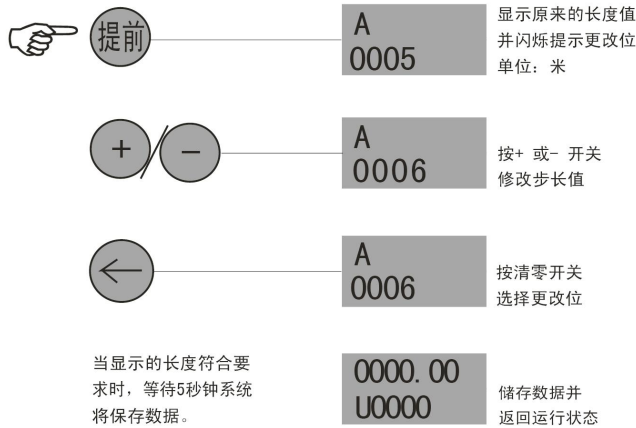 提前
A
0005
显示原来的长度值
并闪烁提示更改位
单位：米
+ / −
A
0006
按+ 或- 开关
修改步长值
←
A
0006
按清零开关
选择更改位
当显示的长度符合要
求时，等待5秒钟系统
将保存数据。
0000.00
U0000
储存数据并
返回运行状态